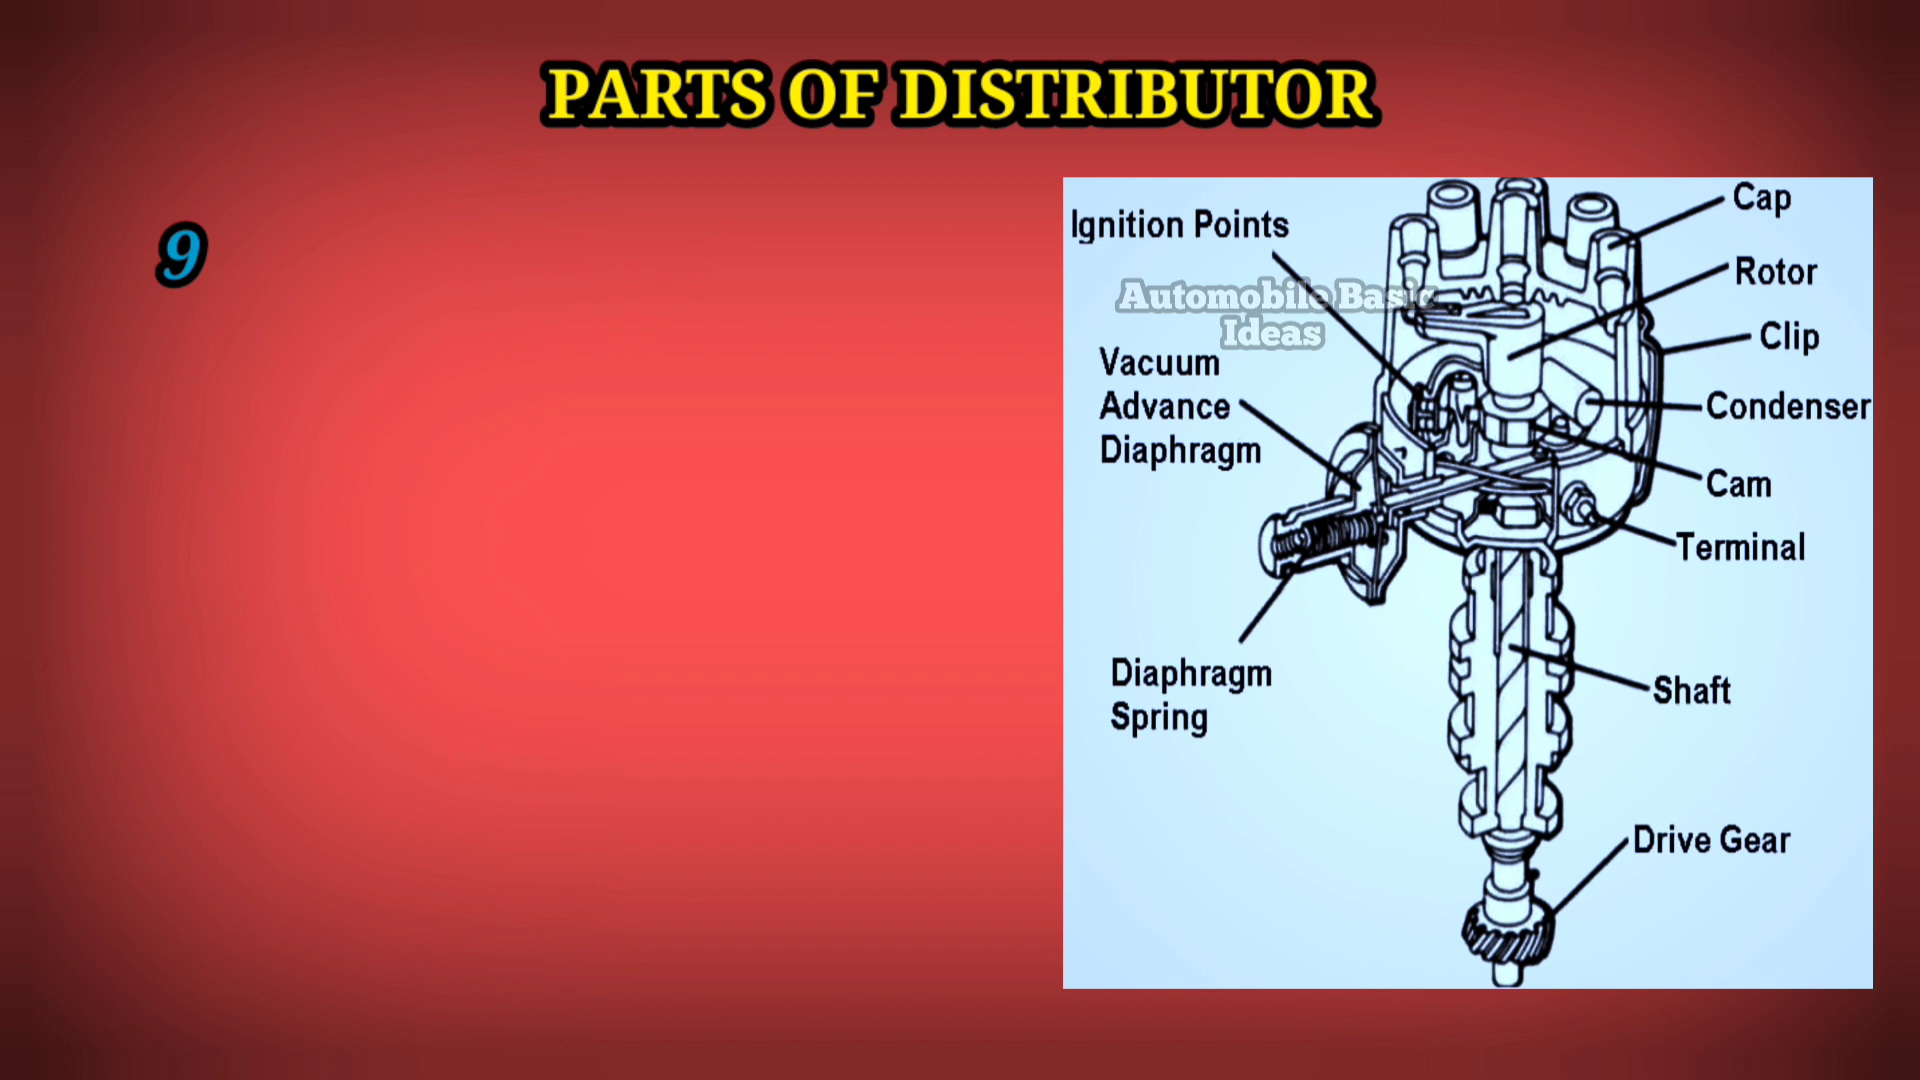 PARTS OF DISTRIBUTOR
9
Ignition Points
Automobile Basic
Ideas
Vacuum
Advance
Diaphragm
Diaphragm
Spring
Cap
Rotor
Clip
Condenser
Cam
Terminal
Shaft
Drive Gear